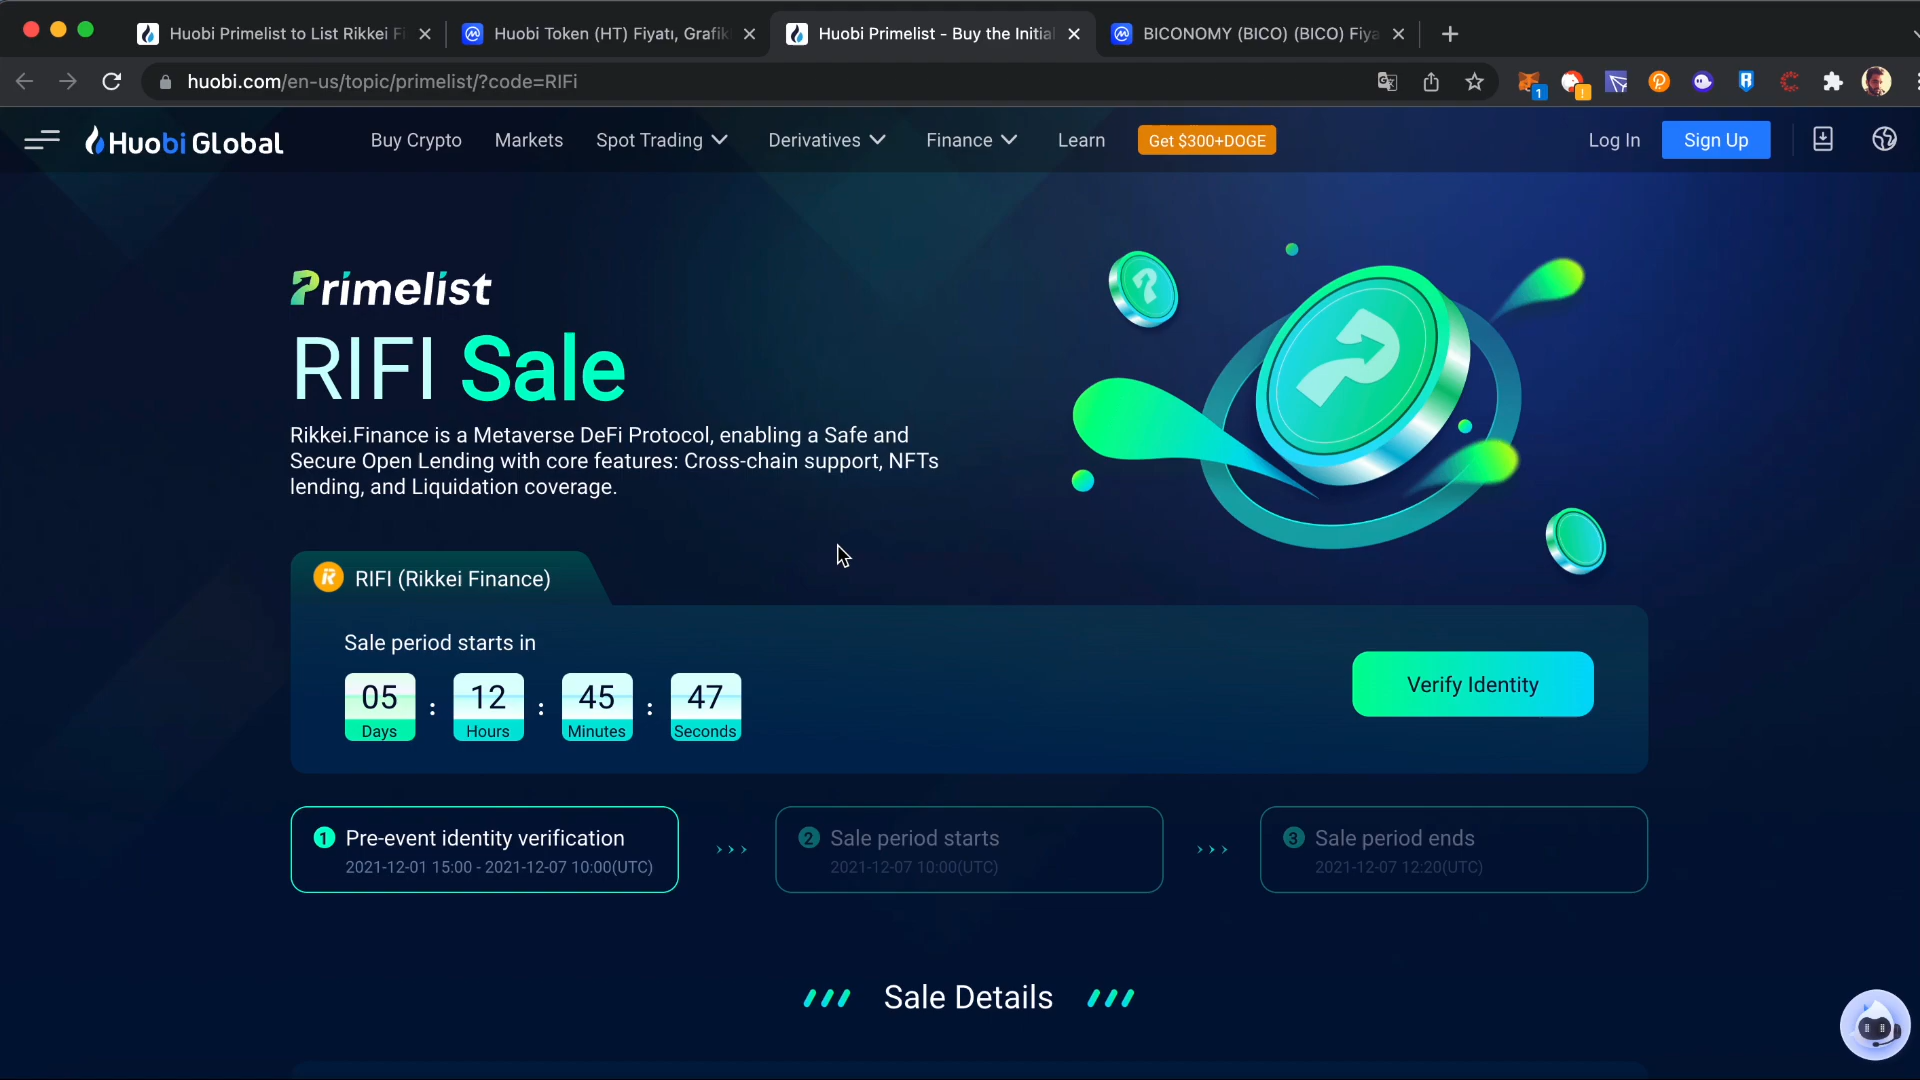 Huobi Primelist to List Rikkei Fi
Huobi Token (HT) Fiyatı, Grafik
Huobi Primelist - Buy the Initia
BICONOMY (BICO) (BICO) Fiya
huobi.com/en-us/topic/primelist/?code=RIFi
1
!
Huobi Global
Buy Crypto
Markets
Spot Trading
Derivatives
Finance
Learn
Get $300+DOGE
Log In
Sign Up
Primelist
RIFI Sale
Rikkei.Finance is a Metaverse DeFi Protocol, enabling a Safe and
Secure Open Lending with core features: Cross-chain support, NFTs
lending, and Liquidation coverage.
RIFI (Rikkei Finance)
Sale period starts in
05 : 12 : 45 : 47
Days Hours Minutes Seconds
Verify Identity
1 Pre-event identity verification
2021-12-01 15:00 - 2021-12-07 10:00(UTC)
2 Sale period starts
2021-12-07 10:00(UTC)
3 Sale period ends
2021-12-07 12:20(UTC)
Sale Details